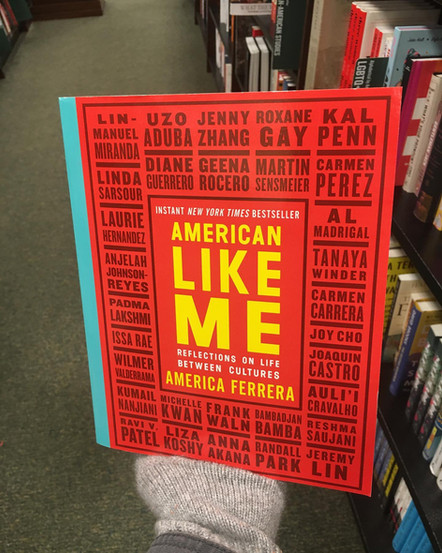 LIN-
MANUEL
MIRANDA
UZO
ADUBA
JENNY
ZHANG
ROXANE
GAY
KAL
PENN
DIANE
GUERRERO
GEENA
ROCERO
MARTIN
SENSMEIER
CARMEN
PEREZ
LINDA
SARSOUR
LAURIE
HERNANDEZ
ANJELAH
JOHNSON-
REYES
PADMA
LAKSHMI
ISSA RAE
WILMER
VALDERRAMA
KUMAIL
NANJIANI
RAVI V.
PATEL
INSTANT NEW YORK TIMES BESTSELLER
AMERICAN
LIKE
ME
REFLECTIONS ON LIFE
BETWEEN CULTURES
AMERICA FERRERA
AL
MADRIGAL
TANAYA
WINDER
CARMEN
CARRERA
JOY CHO
JOAQUIN
CASTRO
AULI'I
CRAVALHO
RESHMA
SAUJANI
JEREMY
LIN
MICHELLE
KWAN
FRANK
WALN
BAMBADJAN
BAMBA
LIZA
KOSHY
ANNA
AKANA
RANDALL
PARK